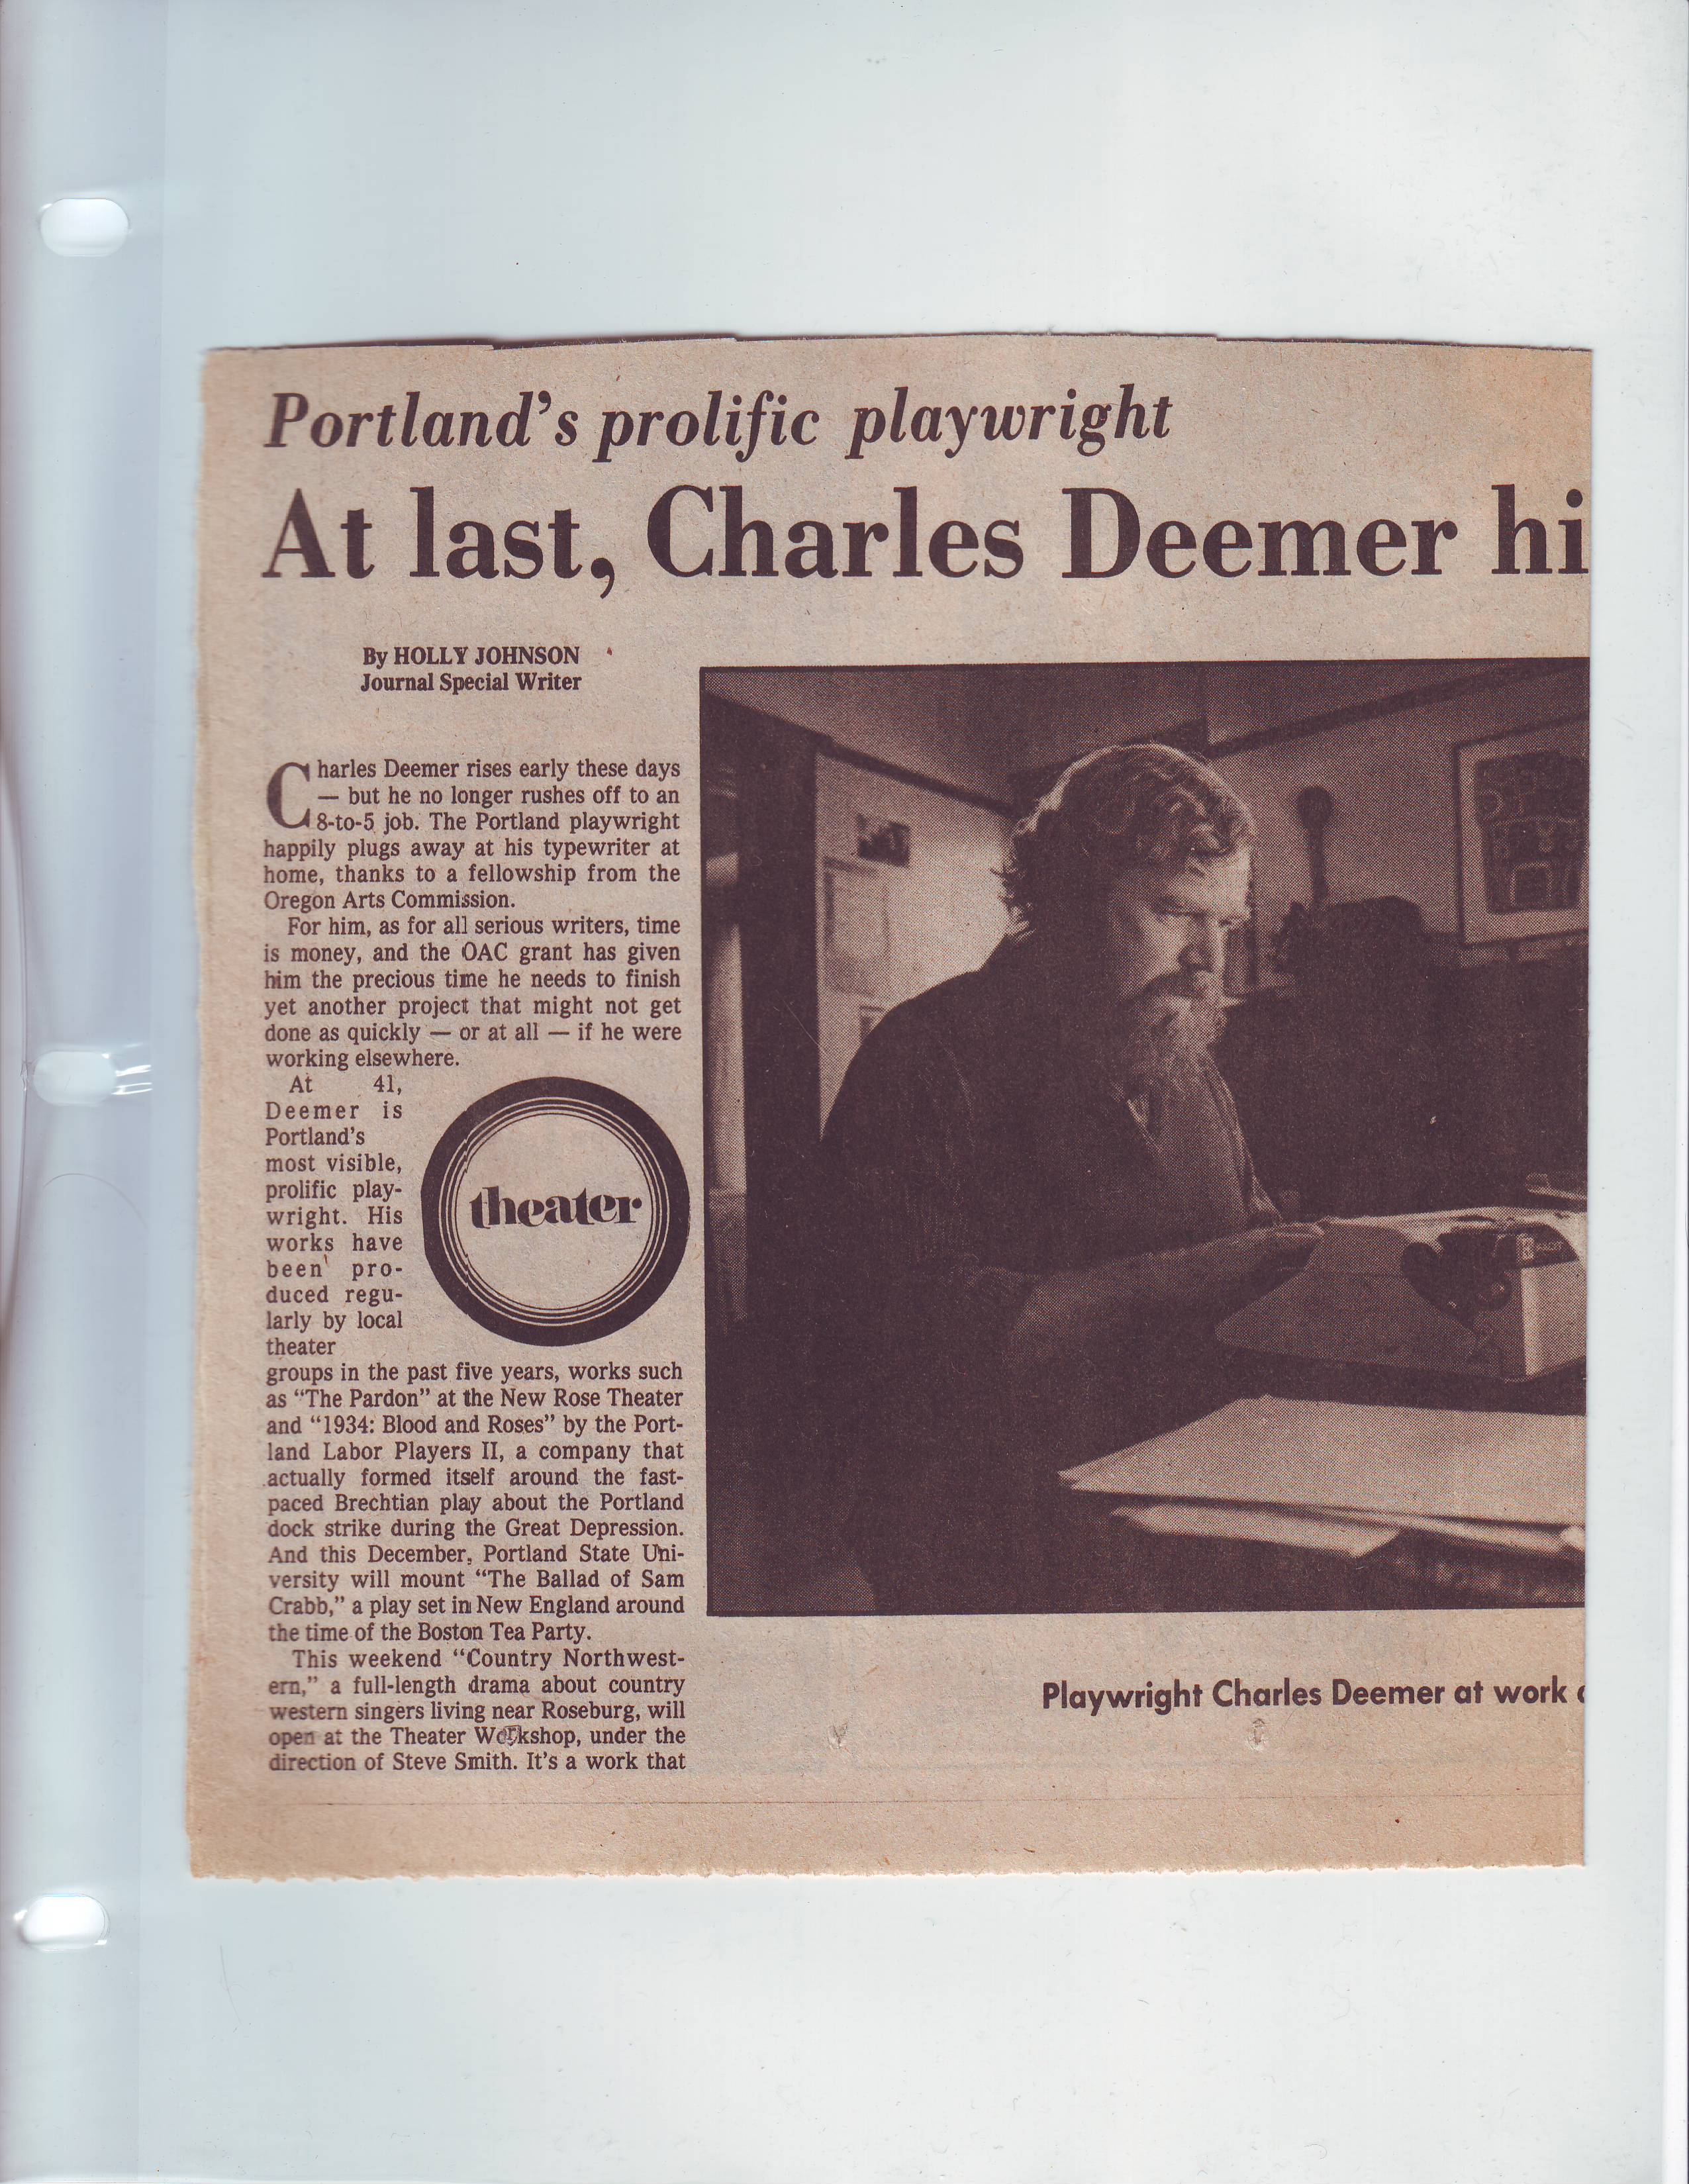 Portland's prolific playwright
At last, Charles Deemer hi
By HOLLY JOHNSON
Journal Special Writer
Charles Deemer rises early these days
— but he no longer rushes off to an
8-to-5 job. The Portland playwright
happily plugs away at his typewriter at
home, thanks to a fellowship from the
Oregon Arts Commission.
For him, as for all serious writers, time
is money, and the OAC grant has given
him the precious time he needs to finish
yet another project that might not get
done as quickly — or at all — if he were
working elsewhere.
At 41,
Deemer is
Portland's
most visible,
prolific play-
wright. His
works have
been pro-
duced regu-
larly by local
theater
groups in the past five years, works such
as "The Pardon" at the New Rose Theater
and "1934: Blood and Roses" by the Port-
land Labor Players II, a company that
actually formed itself around the fast-
paced Brechtian play about the Portland
dock strike during the Great Depression.
And this December, Portland State Uni-
versity will mount "The Ballad of Sam
Crabb," a play set in New England around
the time of the Boston Tea Party.
This weekend "Country Northwest-
ern," a full-length drama about country
western singers living near Roseburg, will
open at the Theater Workshop, under the
direction of Steve Smith. It's a work that
theater
FACIT
Playwright Charles Deemer at work